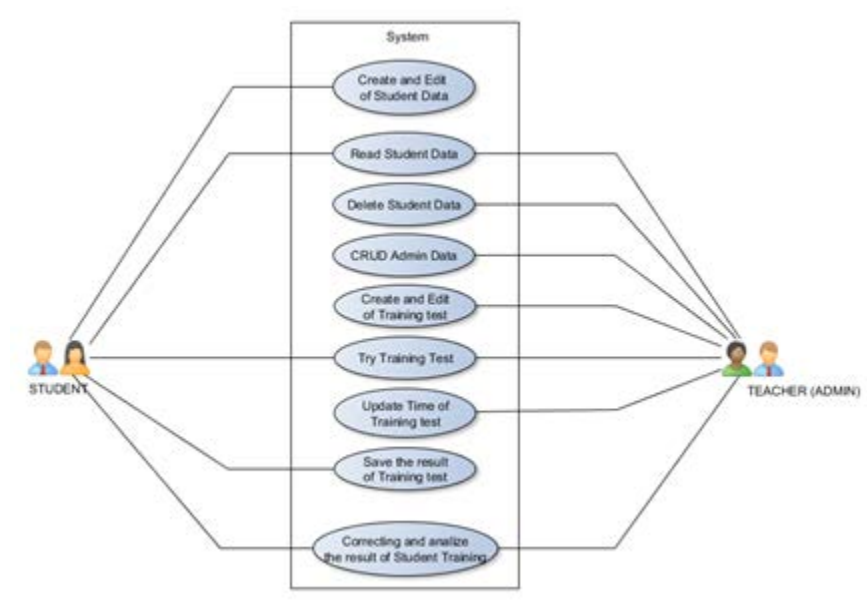 System
Create and Edit
of Student Data
Read Student Data
Delete Student Data
CRUD Admin Data
Create and Edit
of Training test
Try Training Test
STUDENT
TEACHER (ADMIN)
Update Time of
Training test
Save the result
of Training test
Correcting and analize
the result of Student Training